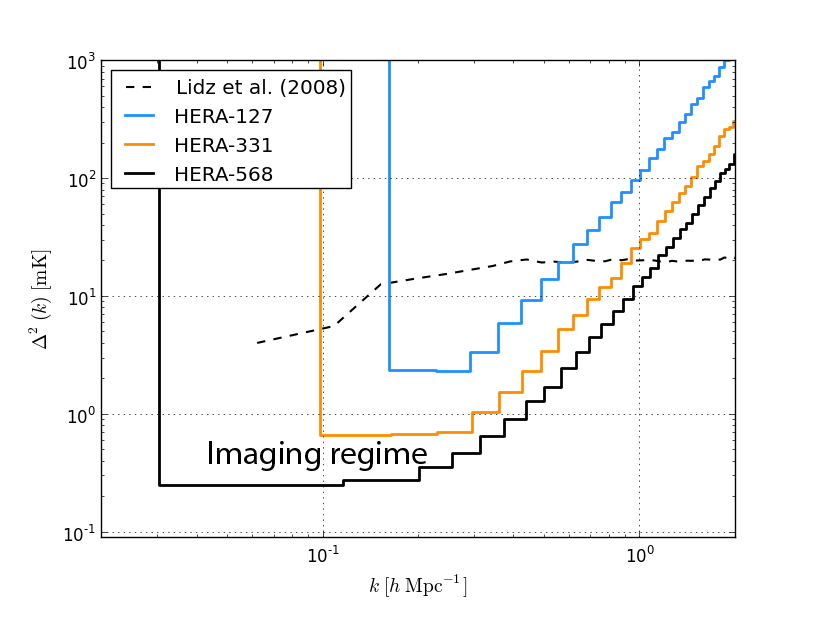 10³
Lidz et al. (2008)
HERA-127
HERA-331
HERA-568
10²
Δ² (k) [mK]
10¹
10⁰
Imaging regime
10⁻¹
10⁻¹ 10⁰
k [h Mpc⁻¹]